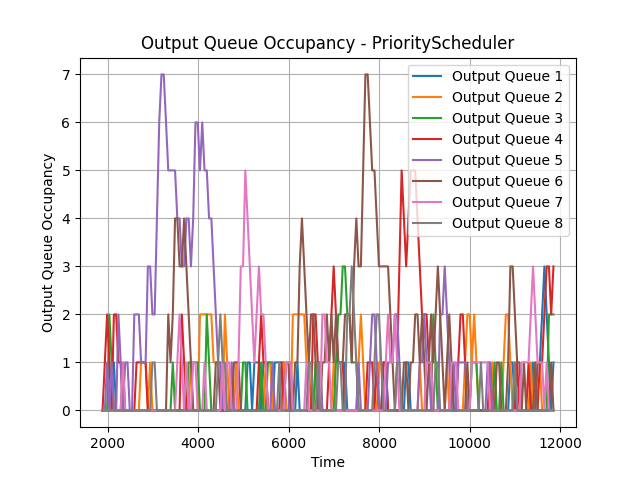 Output Queue Occupancy - PriorityScheduler
Output Queue Occupancy
7
6
5
4
3
2
1
0
Output Queue 1
Output Queue 2
Output Queue 3
Output Queue 4
Output Queue 5
Output Queue 6
Output Queue 7
Output Queue 8
2000 4000 6000 8000 10000 12000
Time